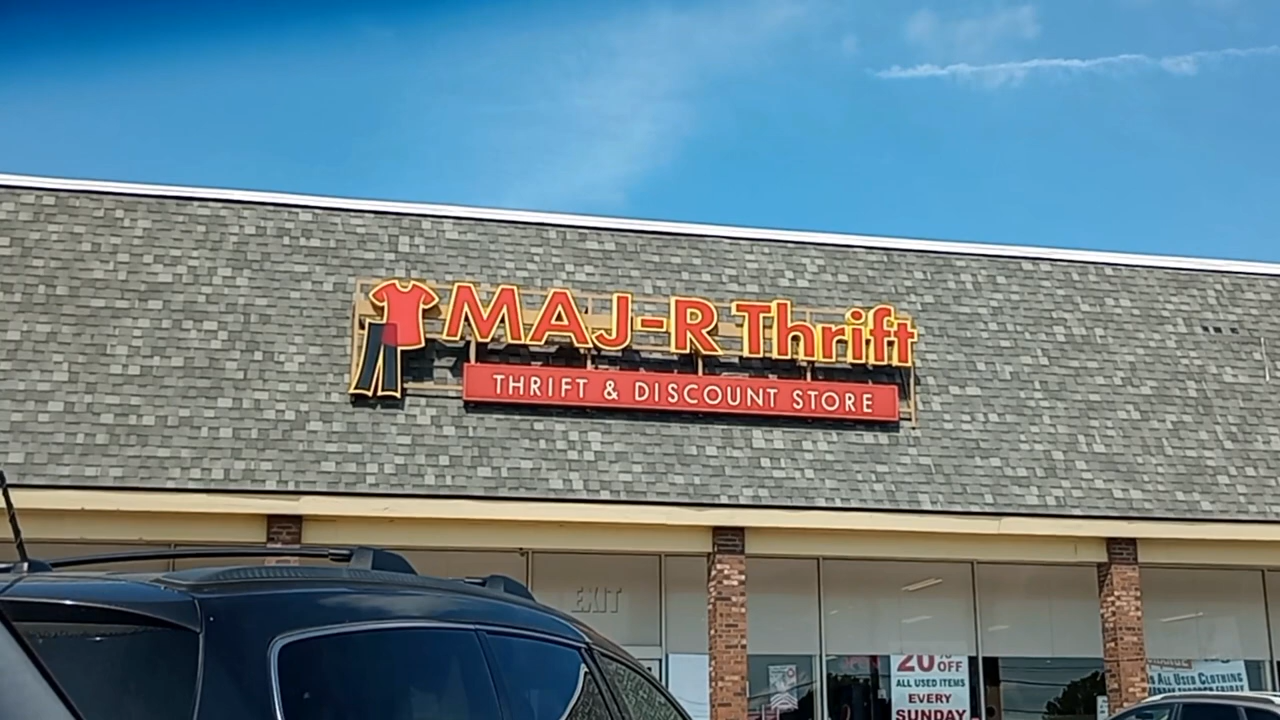 MAJ-R Thrift
THRIFT & DISCOUNT STORE
EXIT
20% OFF
ALL USED ITEMS
EVERY
SUNDAY
ALL USED CLOTHING